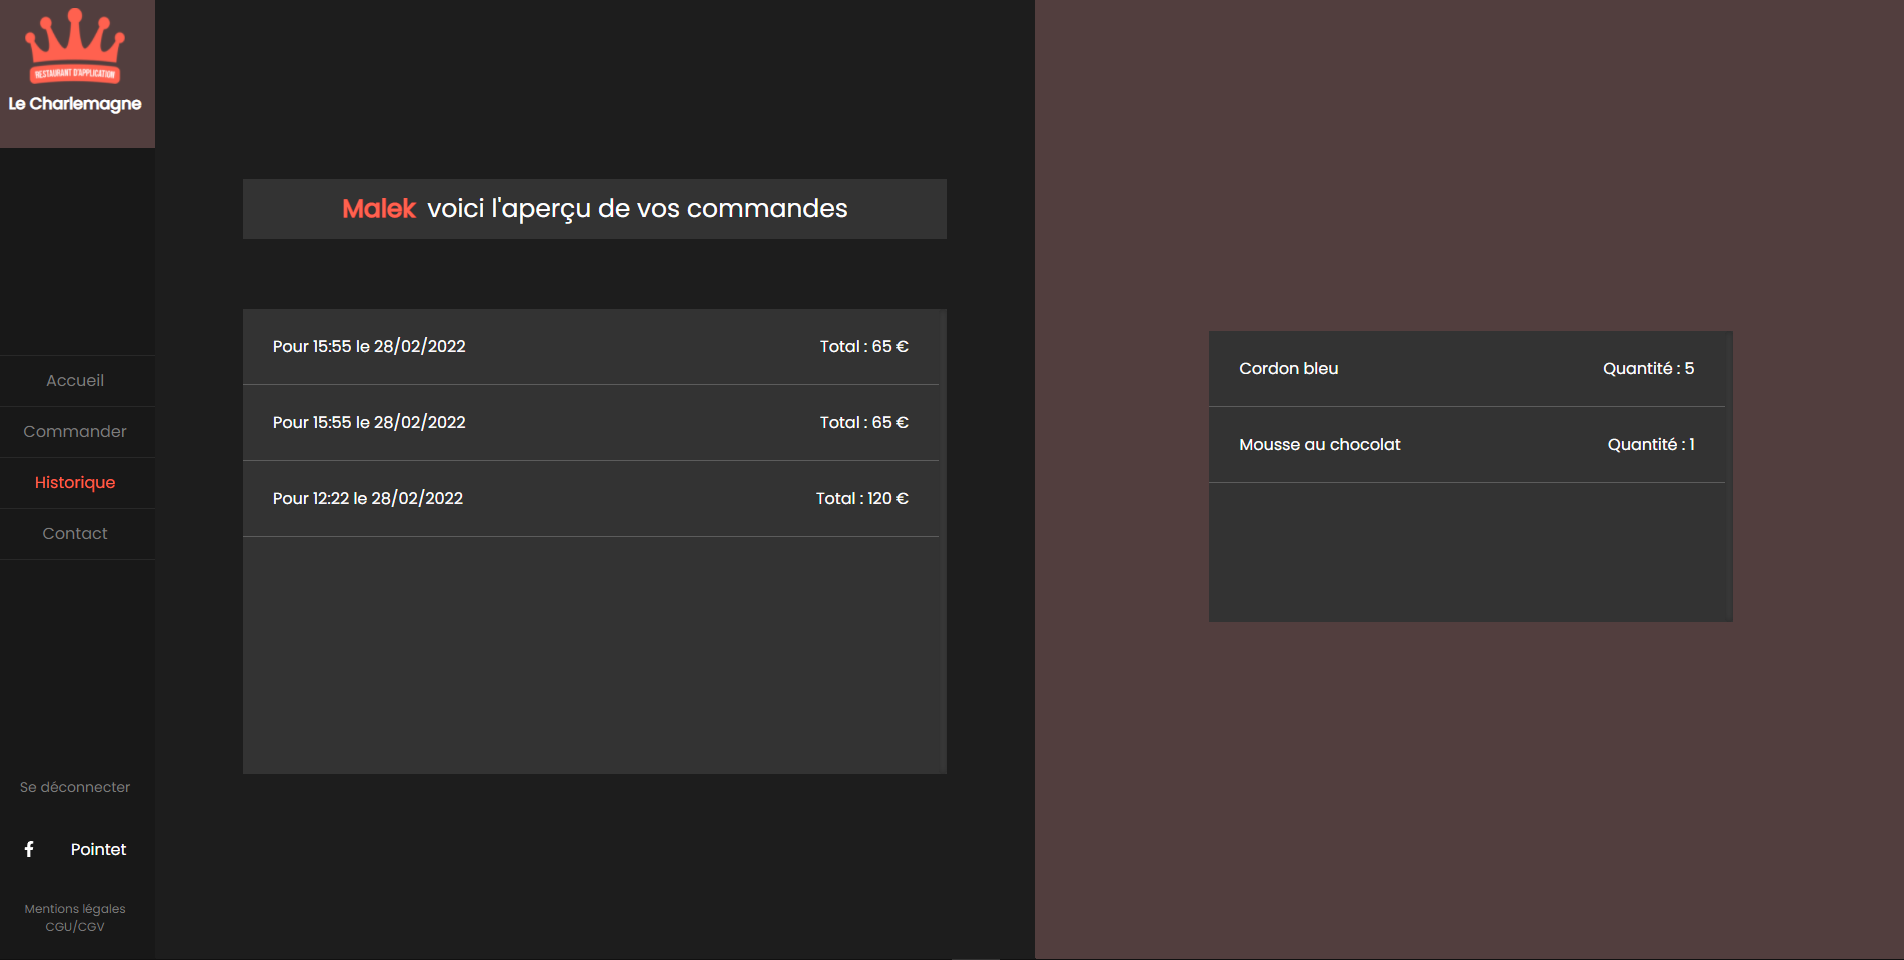 RESTAURANT D'APPLICATION
Le Charlemagne
Accueil
Commander
Historique
Contact
Se déconnecter
Pointet
Mentions légales
CGU/CGV
Malek voici l'aperçu de vos commandes
Pour 15:55 le 28/02/2022 Total : 65 €
Pour 15:55 le 28/02/2022 Total : 65 €
Pour 12:22 le 28/02/2022 Total : 120 €
Cordon bleu Quantité : 5
Mousse au chocolat Quantité : 1